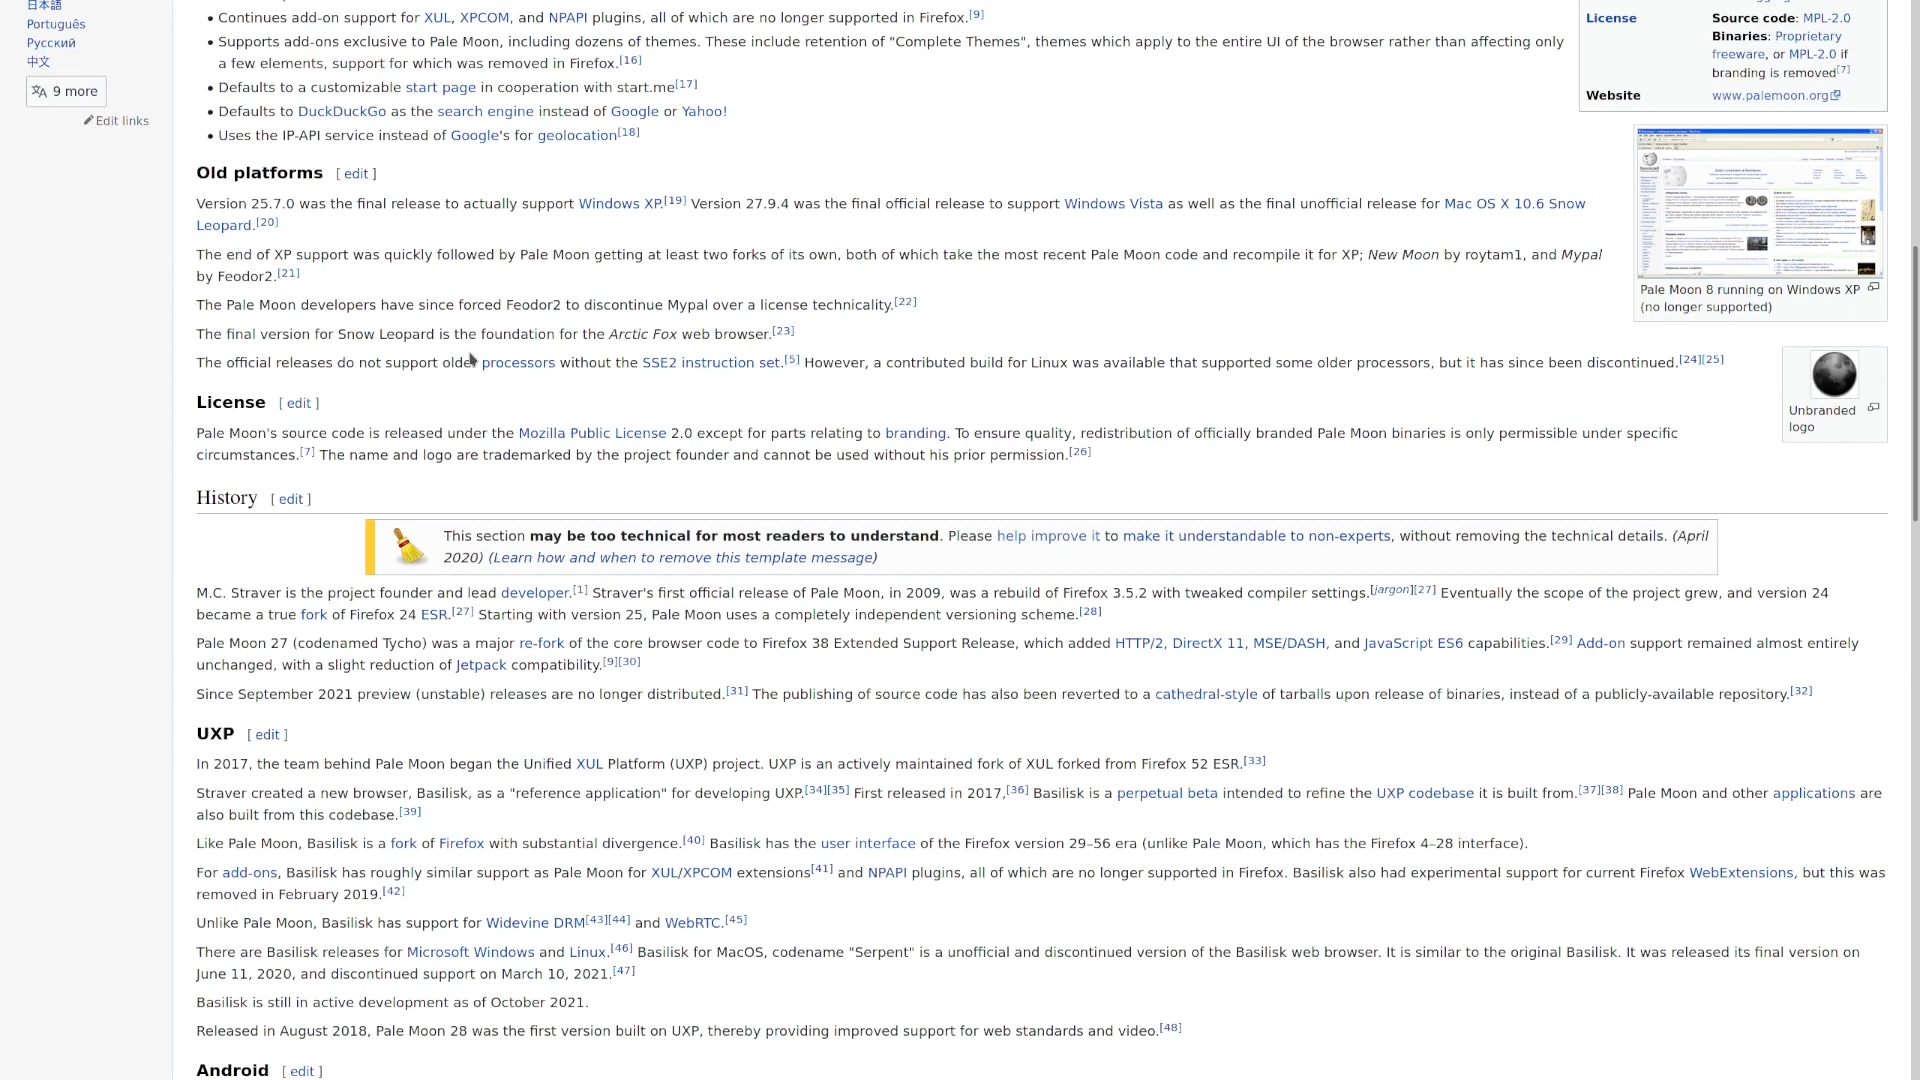 日本語
Português
Русский
中文
9 more
Edit links
• Continues add-on support for XUL, XPCOM, and NPAPI plugins, all of which are no longer supported in Firefox.[9]
• Supports add-ons exclusive to Pale Moon, including dozens of themes. These include retention of "Complete Themes", themes which apply to the entire UI of the browser rather than affecting only
a few elements, support for which was removed in Firefox.[16]
• Defaults to a customizable start page in cooperation with start.me[17]
• Defaults to DuckDuckGo as the search engine instead of Google or Yahoo!
• Uses the IP-API service instead of Google's for geolocation[18]
License
Source code: MPL-2.0
Binaries: Proprietary
freeware, or MPL-2.0 if
branding is removed[7]
Website
www.palemoon.org
Pale Moon 8 running on Windows XP
(no longer supported)
Old platforms [ edit ]
Version 25.7.0 was the final release to actually support Windows XP.[19] Version 27.9.4 was the final official release to support Windows Vista as well as the final unofficial release for Mac OS X 10.6 Snow
Leopard.[20]
The end of XP support was quickly followed by Pale Moon getting at least two forks of its own, both of which take the most recent Pale Moon code and recompile it for XP; New Moon by roytam1, and Mypal
by Feodor2.[21]
The Pale Moon developers have since forced Feodor2 to discontinue Mypal over a license technicality.[22]
The final version for Snow Leopard is the foundation for the Arctic Fox web browser.[23]
The official releases do not support older processors without the SSE2 instruction set.[5] However, a contributed build for Linux was available that supported some older processors, but it has since been discontinued.[24][25]
Unbranded
logo
License [ edit ]
Pale Moon's source code is released under the Mozilla Public License 2.0 except for parts relating to branding. To ensure quality, redistribution of officially branded Pale Moon binaries is only permissible under specific
circumstances.[7] The name and logo are trademarked by the project founder and cannot be used without his prior permission.[26]
History [ edit ]
This section may be too technical for most readers to understand. Please help improve it to make it understandable to non-experts, without removing the technical details. (April
2020) (Learn how and when to remove this template message)
M.C. Straver is the project founder and lead developer.[1] Straver's first official release of Pale Moon, in 2009, was a rebuild of Firefox 3.5.2 with tweaked compiler settings.[jargon][27] Eventually the scope of the project grew, and version 24
became a true fork of Firefox 24 ESR.[27] Starting with version 25, Pale Moon uses a completely independent versioning scheme.[28]
Pale Moon 27 (codenamed Tycho) was a major re-fork of the core browser code to Firefox 38 Extended Support Release, which added HTTP/2, DirectX 11, MSE/DASH, and JavaScript ES6 capabilities.[29] Add-on support remained almost entirely
unchanged, with a slight reduction of Jetpack compatibility.[9][30]
Since September 2021 preview (unstable) releases are no longer distributed.[31] The publishing of source code has also been reverted to a cathedral-style of tarballs upon release of binaries, instead of a publicly-available repository.[32]
UXP [ edit ]
In 2017, the team behind Pale Moon began the Unified XUL Platform (UXP) project. UXP is an actively maintained fork of XUL forked from Firefox 52 ESR.[33]
Straver created a new browser, Basilisk, as a "reference application" for developing UXP.[34][35] First released in 2017,[36] Basilisk is a perpetual beta intended to refine the UXP codebase it is built from.[37][38] Pale Moon and other applications are
also built from this codebase.[39]
Like Pale Moon, Basilisk is a fork of Firefox with substantial divergence.[40] Basilisk has the user interface of the Firefox version 29–56 era (unlike Pale Moon, which has the Firefox 4–28 interface).
For add-ons, Basilisk has roughly similar support as Pale Moon for XUL/XPCOM extensions[41] and NPAPI plugins, all of which are no longer supported in Firefox. Basilisk also had experimental support for current Firefox WebExtensions, but this was
removed in February 2019.[42]
Unlike Pale Moon, Basilisk has support for Widevine DRM[43][44] and WebRTC.[45]
There are Basilisk releases for Microsoft Windows and Linux.[46] Basilisk for MacOS, codename "Serpent" is a unofficial and discontinued version of the Basilisk web browser. It is similar to the original Basilisk. It was released its final version on
June 11, 2020, and discontinued support on March 10, 2021.[47]
Basilisk is still in active development as of October 2021.
Released in August 2018, Pale Moon 28 was the first version built on UXP, thereby providing improved support for web standards and video.[48]
Android [ edit ]